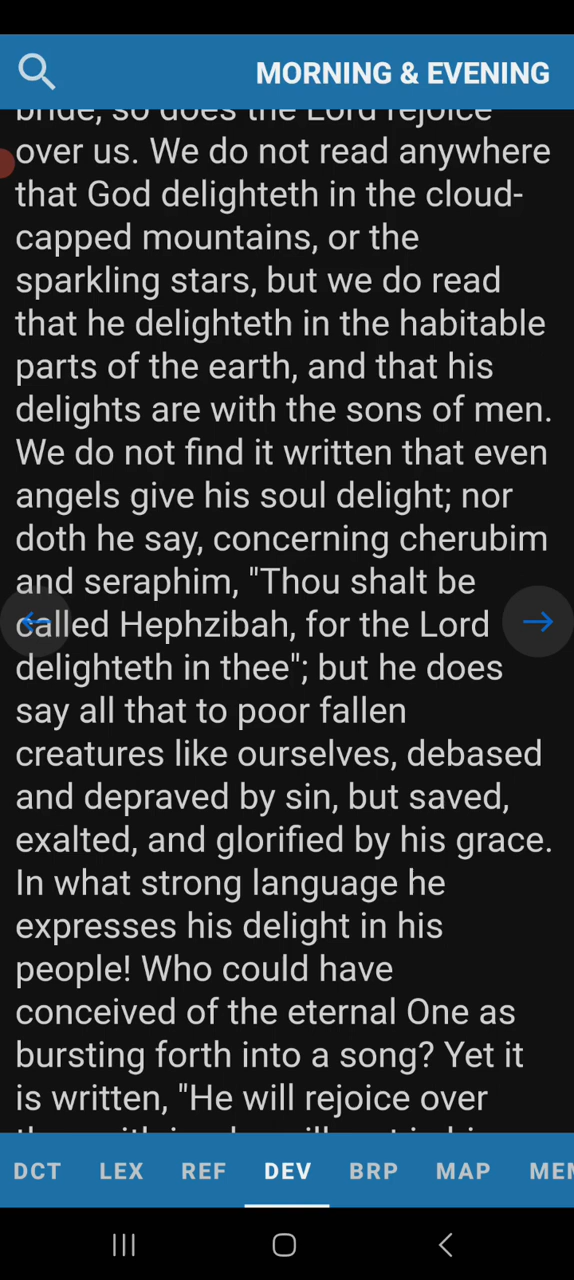 MORNING & EVENING
bride, so does the Lord rejoice
over us. We do not read anywhere
that God delighteth in the cloud-
capped mountains, or the
sparkling stars, but we do read
that he delighteth in the habitable
parts of the earth, and that his
delights are with the sons of men.
We do not find it written that even
angels give his soul delight; nor
doth he say, concerning cherubim
and seraphim, "Thou shalt be
called Hephzibah, for the Lord
delighteth in thee"; but he does
say all that to poor fallen
creatures like ourselves, debased
and depraved by sin, but saved,
exalted, and glorified by his grace.
In what strong language he
expresses his delight in his
people! Who could have
conceived of the eternal One as
bursting forth into a song? Yet it
is written, "He will rejoice over
DCT LEX REF DEV BRP MAP MEM